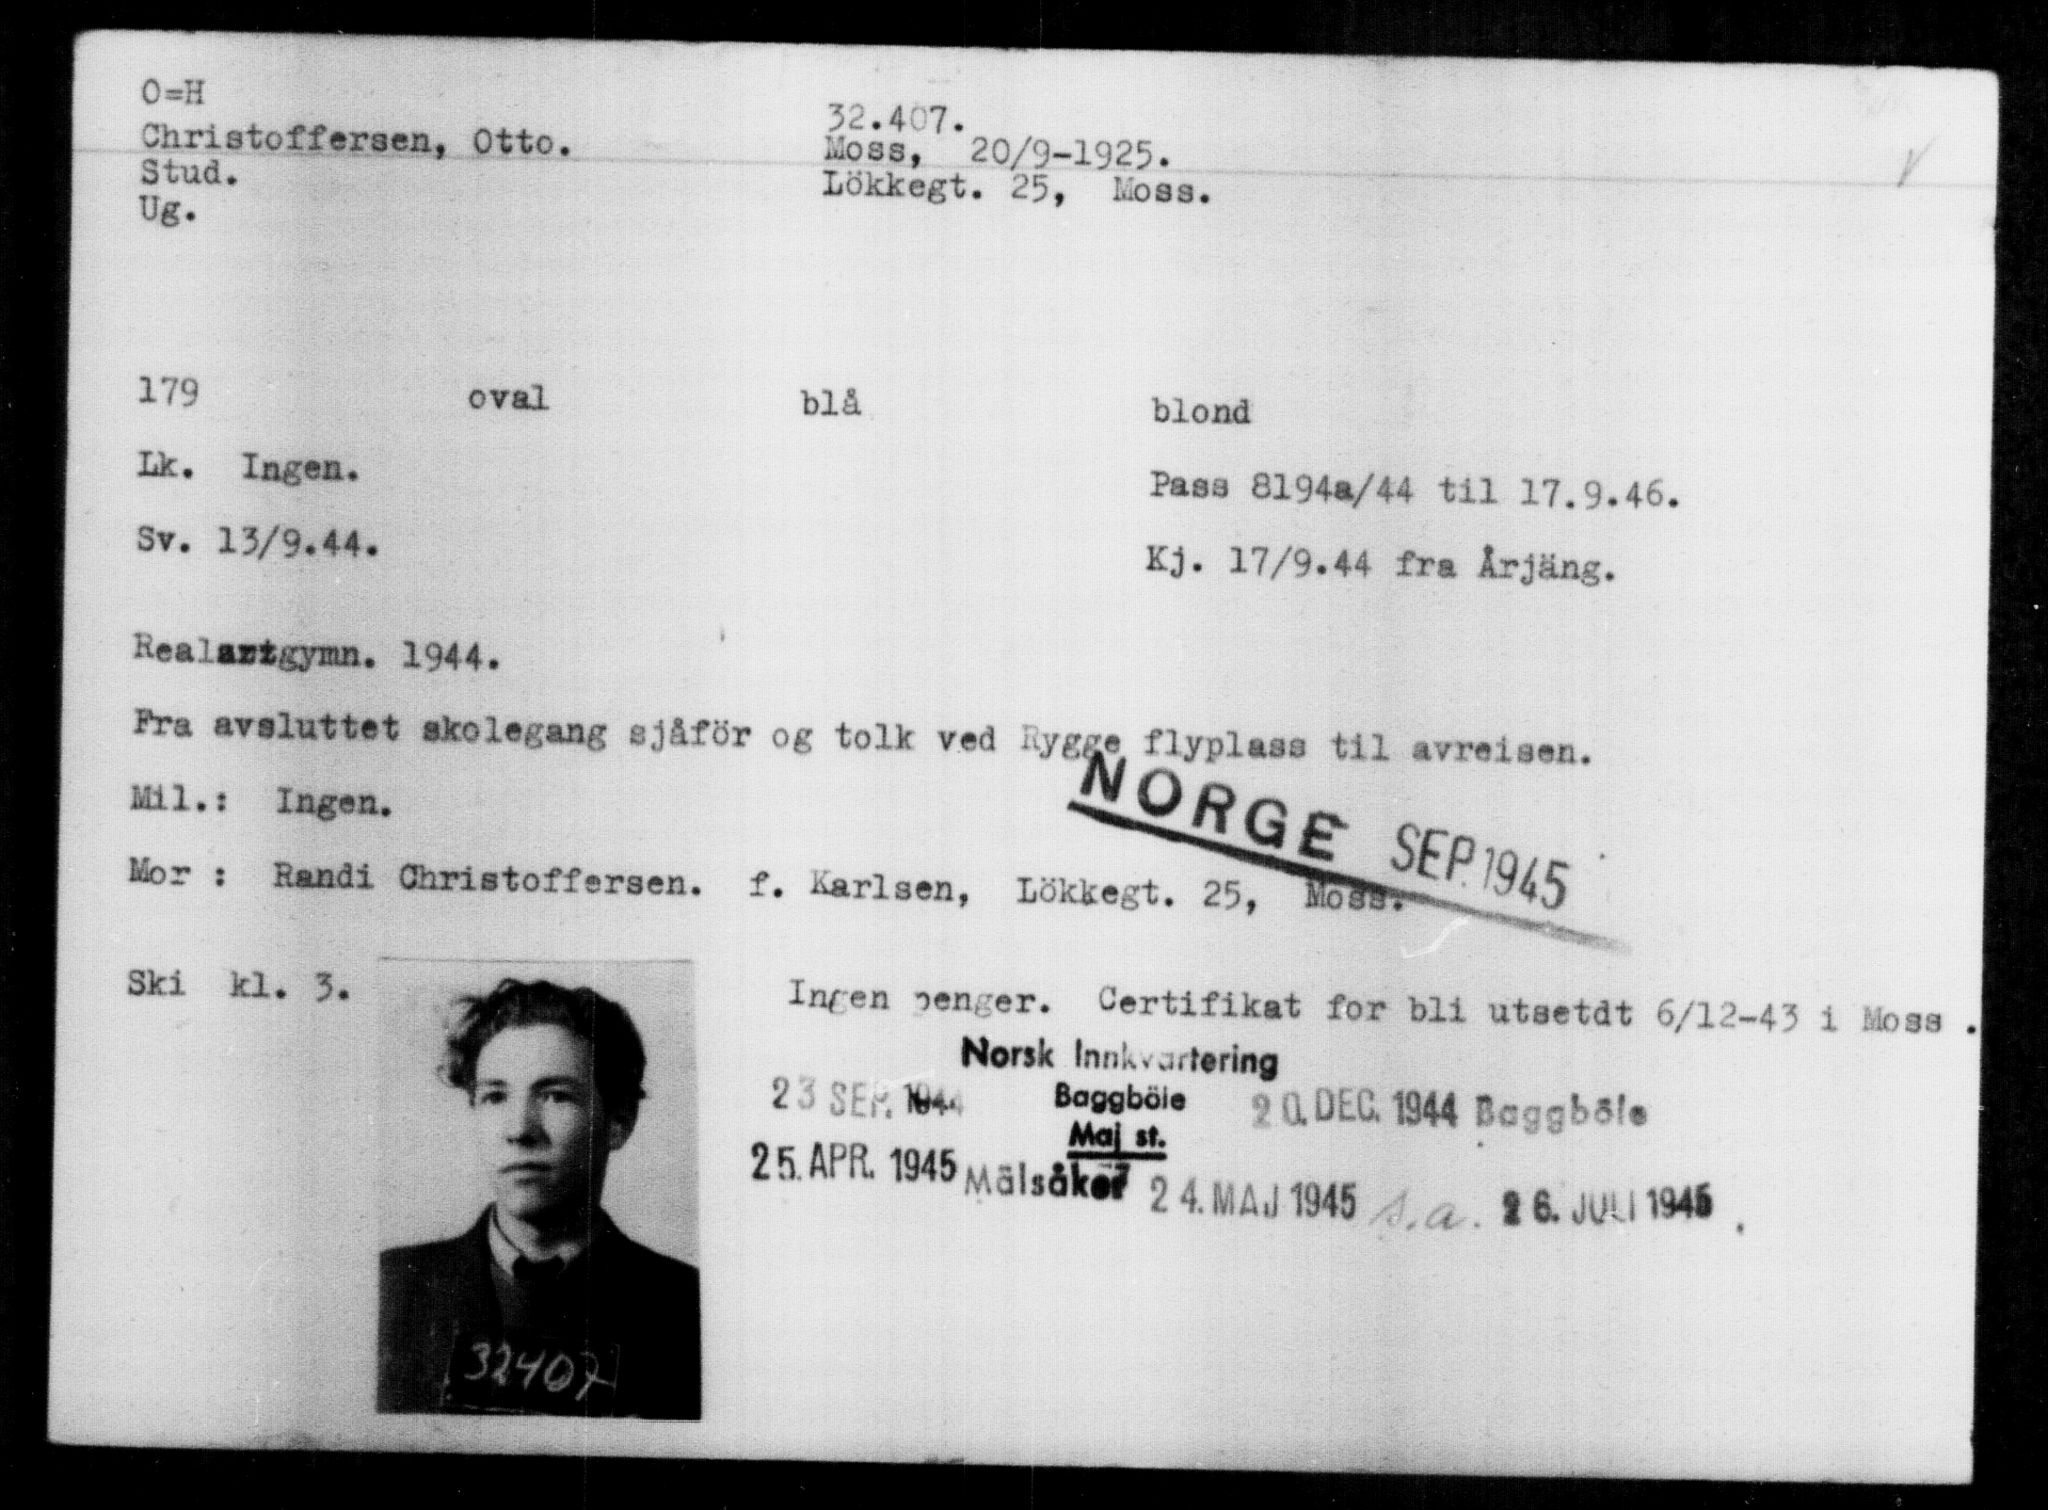 O=H
32.407.
Christoffersen, Otto.
Moss, 20/9-1925.
Stud.
Lökkegt. 25, Moss.
Ug.
179 oval blå blond
Lk. Ingen.
Pass 8194a/44 til 17.9.46.
Sv. 13/9.44.
Kj. 17/9.44 fra Årjäng.
Realartgymn. 1944.
Fra avsluttet skolegang sjåför og tolk ved Rygge flyplass til avreisen.
NORGE SEP. 1945
Mil.: Ingen.
Mor : Randi Christoffersen. f. Karlsen, Lökkegt. 25, Moss.
Ski kl. 3.
Ingen penger. Certifikat for bli utsetdt 6/12-43 i Moss .
Norsk Innkvartering
23 SEP. 1944 Baggböle 20. DEC. 1944 Baggböle
Maj st.
25. APR. 1945 Mälsåker 24. MAJ 1945 s.a. 26. JULI 1945 .
32407